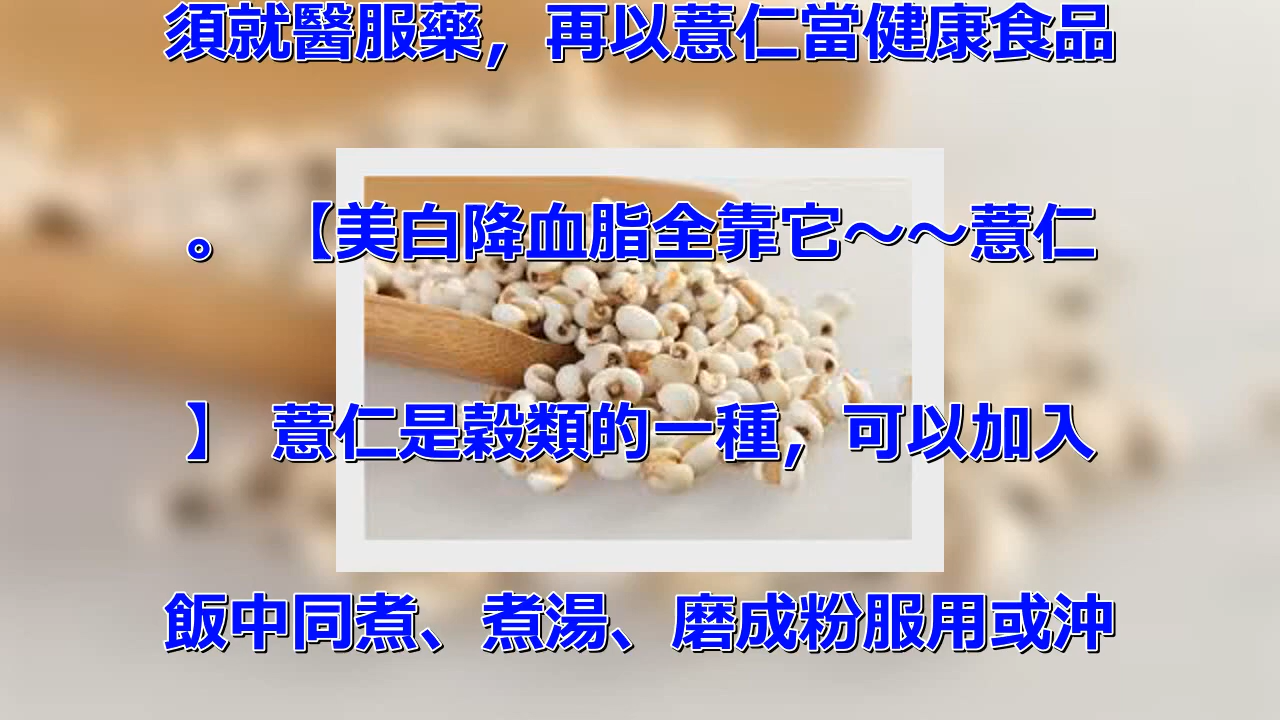 須就醫服藥，再以薏仁當健康食品
。　【美白降血脂全靠它～～薏仁
】 薏仁是穀類的一種，可以加入
飯中同煮、煮湯、磨成粉服用或沖